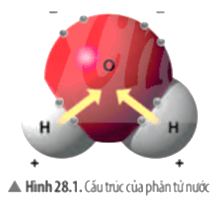 – –
O
H H
+ +
▲ Hình 28.1. Cấu trúc của phân tử nước